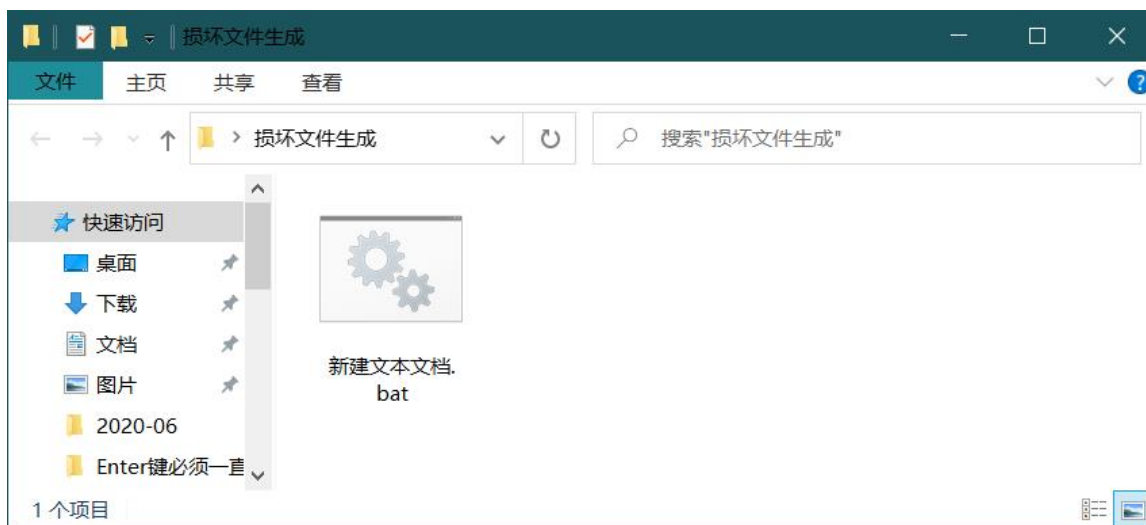 损坏文件生成
文件 主页 共享 查看
损坏文件生成
搜索"损坏文件生成"
快速访问
桌面
下载
文档
图片
2020-06
Enter键必须一直
新建文本文档.
bat
1 个项目